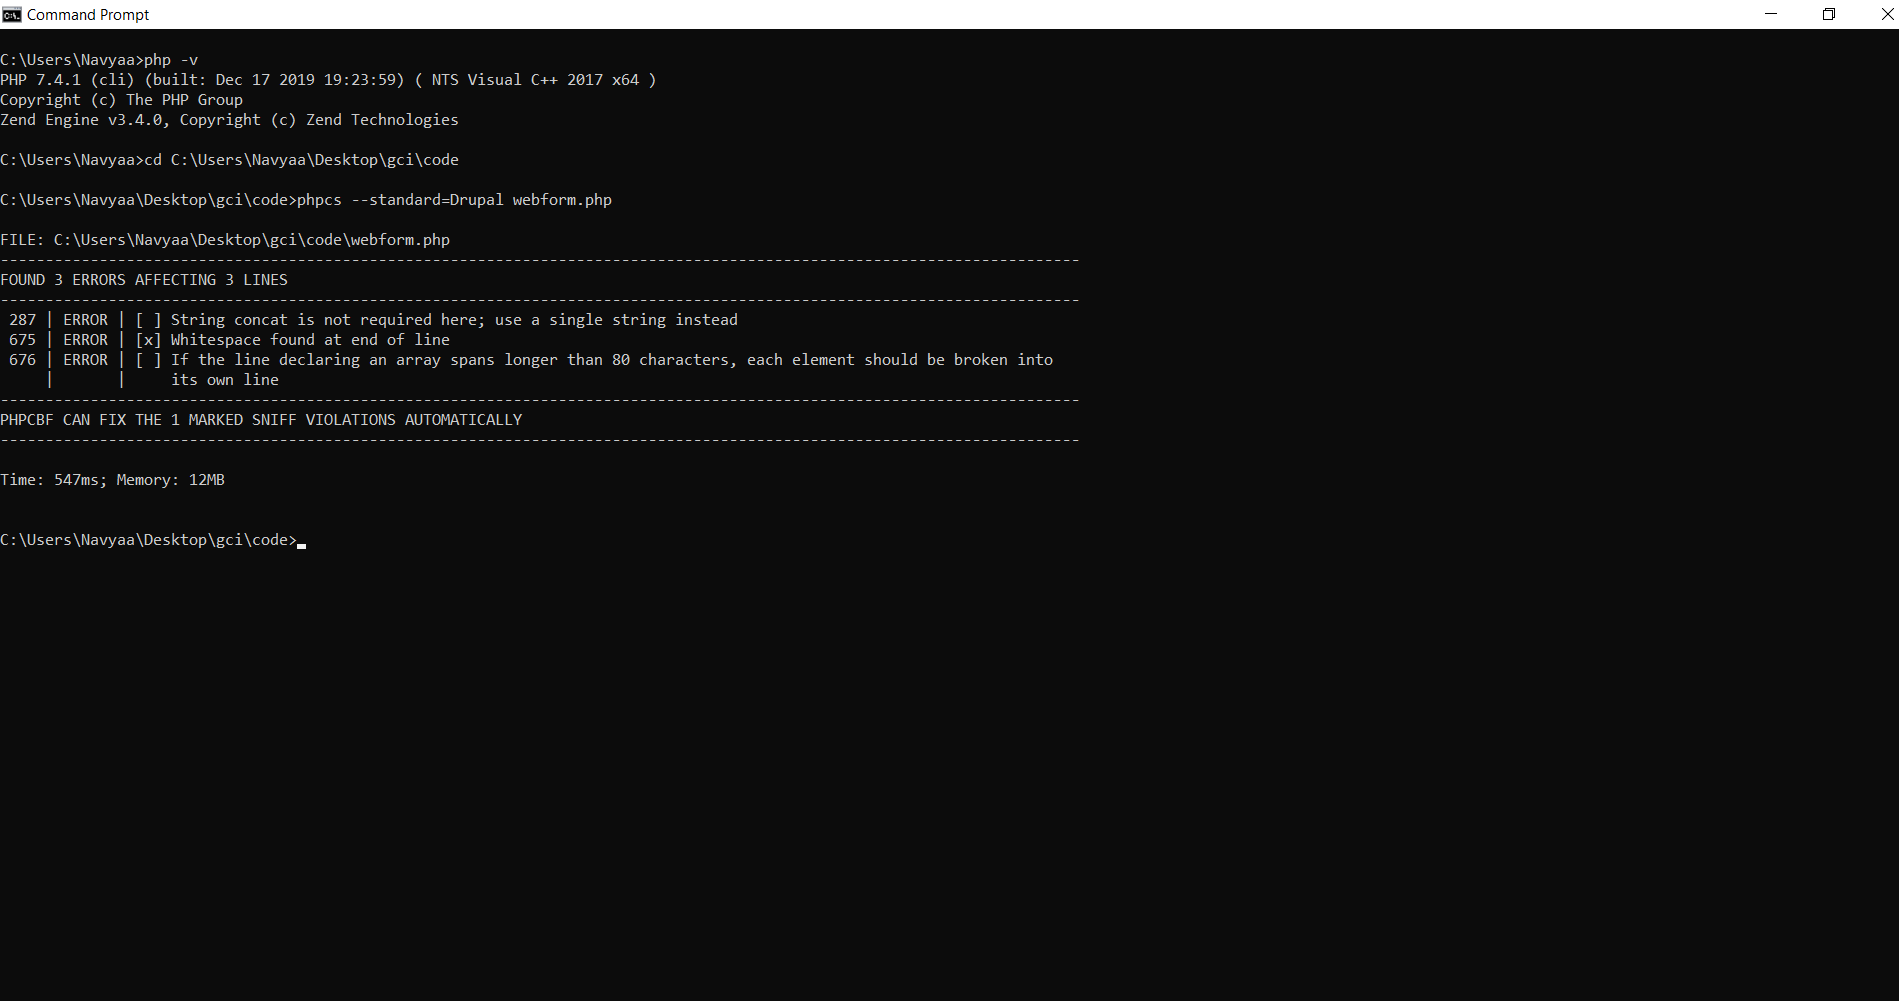 Command Prompt
C:\Users\Navyaa>php -v
PHP 7.4.1 (cli) (built: Dec 17 2019 19:23:59) ( NTS Visual C++ 2017 x64 )
Copyright (c) The PHP Group
Zend Engine v3.4.0, Copyright (c) Zend Technologies
C:\Users\Navyaa>cd C:\Users\Navyaa\Desktop\gci\code
C:\Users\Navyaa\Desktop\gci\code>phpcs --standard=Drupal webform.php
FILE: C:\Users\Navyaa\Desktop\gci\code\webform.php
------------------------------------------------------------------------------------------------------------------------
FOUND 3 ERRORS AFFECTING 3 LINES
------------------------------------------------------------------------------------------------------------------------
 287 | ERROR | [ ] String concat is not required here; use a single string instead
 675 | ERROR | [x] Whitespace found at end of line
 676 | ERROR | [ ] If the line declaring an array spans longer than 80 characters, each element should be broken into
     |       |     its own line
------------------------------------------------------------------------------------------------------------------------
PHPCBF CAN FIX THE 1 MARKED SNIFF VIOLATIONS AUTOMATICALLY
------------------------------------------------------------------------------------------------------------------------
Time: 547ms; Memory: 12MB
C:\Users\Navyaa\Desktop\gci\code>